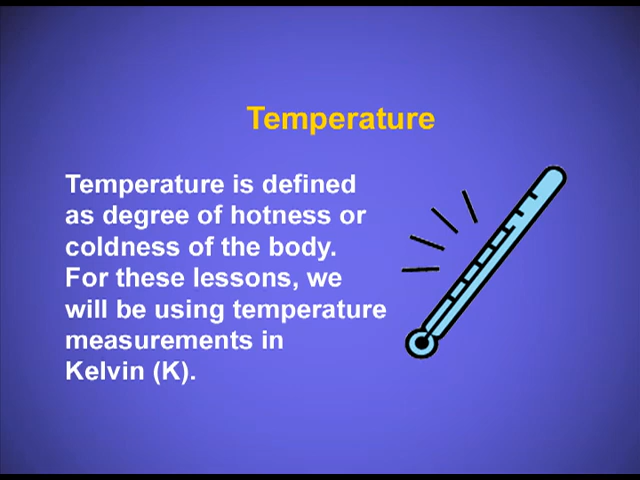 Temperature
Temperature is defined
as degree of hotness or
coldness of the body.
For these lessons, we
will be using temperature
measurements in
Kelvin (K).